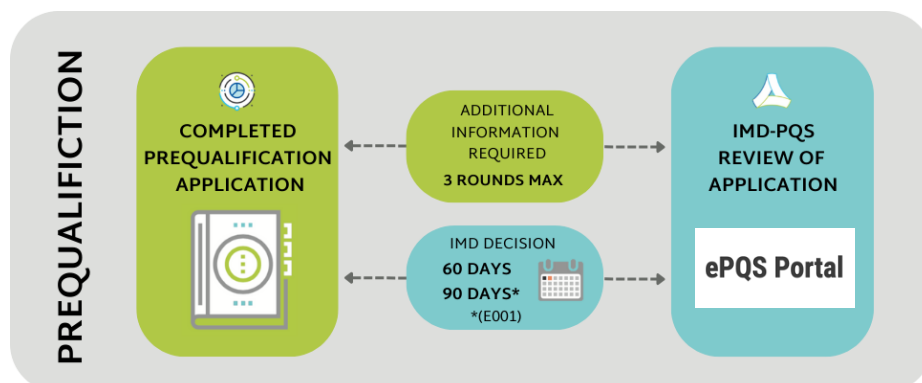 PREQUALIFICTION
COMPLETED
PREQUALIFICATION
APPLICATION
ADDITIONAL
INFORMATION
REQUIRED
3 ROUNDS MAX
IMD DECISION
60 DAYS
90 DAYS*
*(E001)
IMD-PQS
REVIEW OF
APPLICATION
ePQS Portal